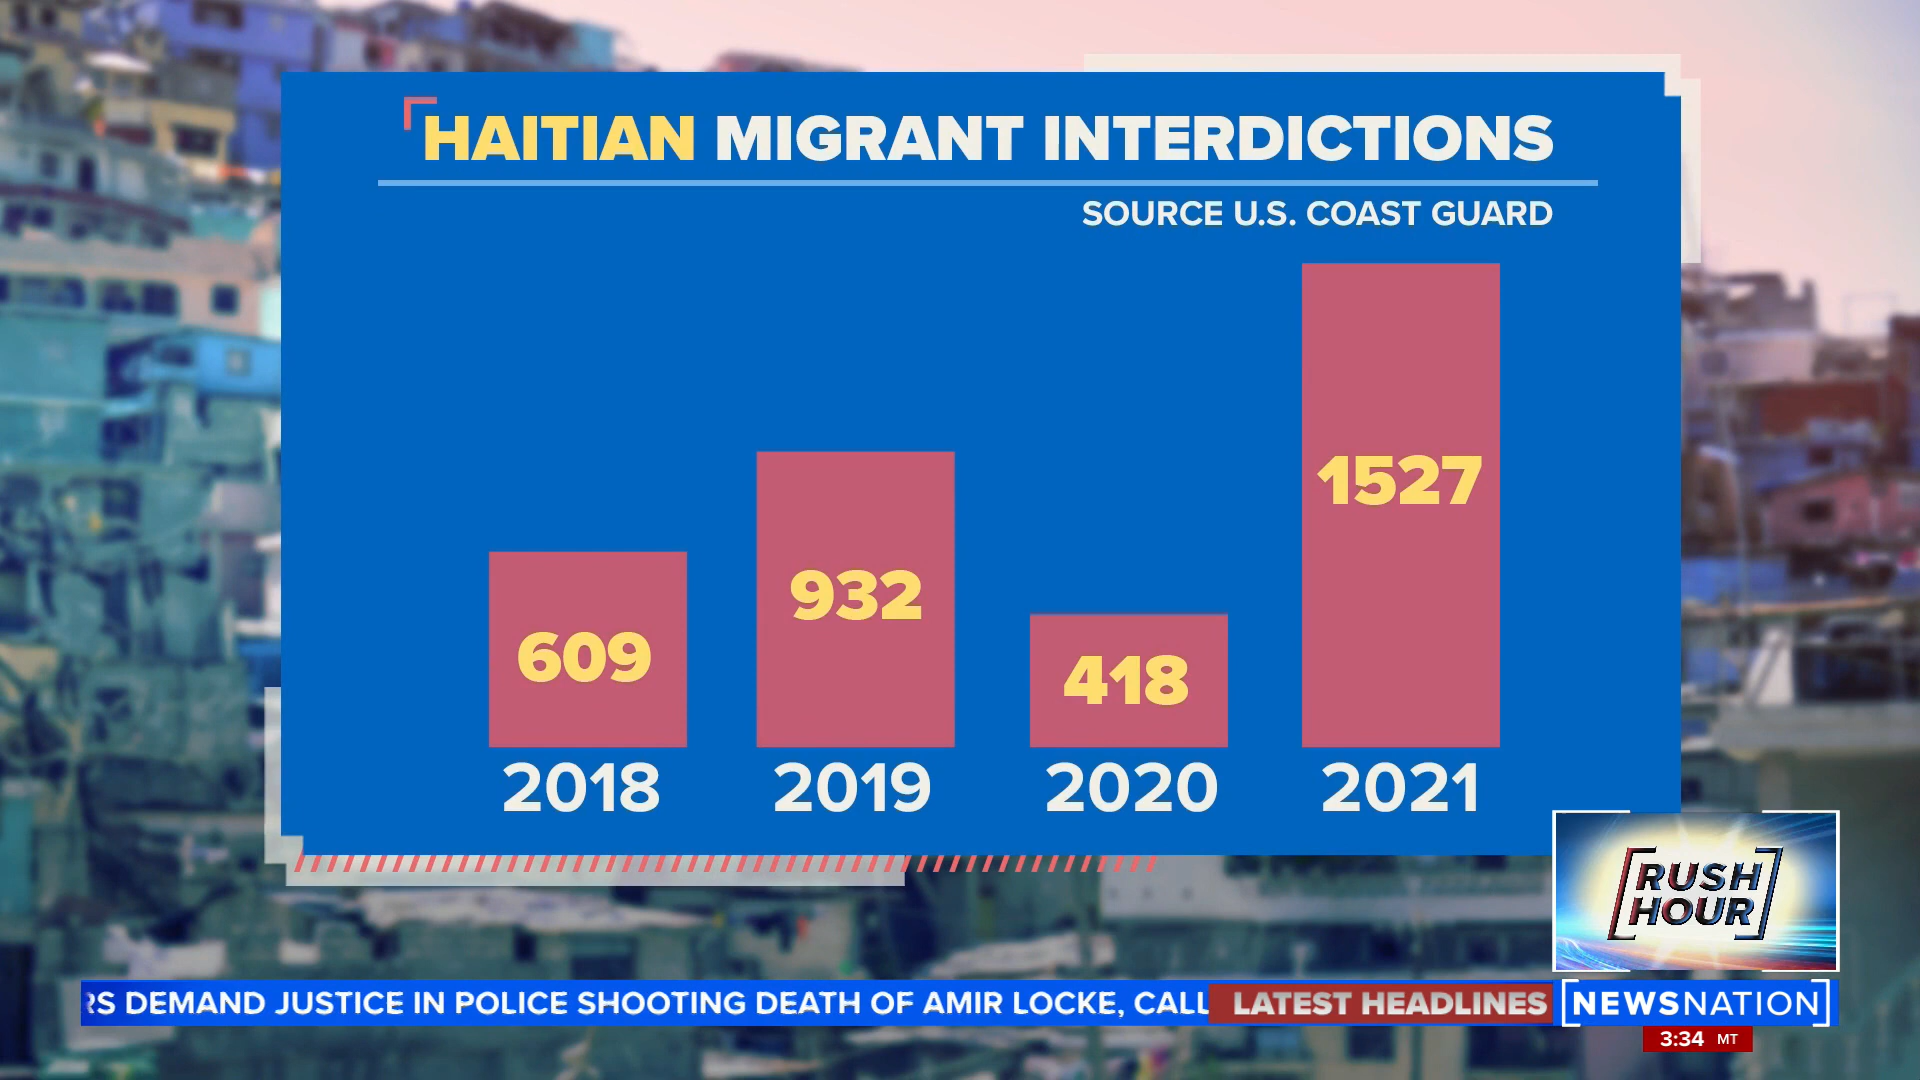 HAITIAN MIGRANT INTERDICTIONS
SOURCE U.S. COAST GUARD
609
932
418
1527
2018
2019
2020
2021
RUSH
HOUR
RS DEMAND JUSTICE IN POLICE SHOOTING DEATH OF AMIR LOCKE, CALL
LATEST HEADLINES
NEWSNATION
3:34 MT